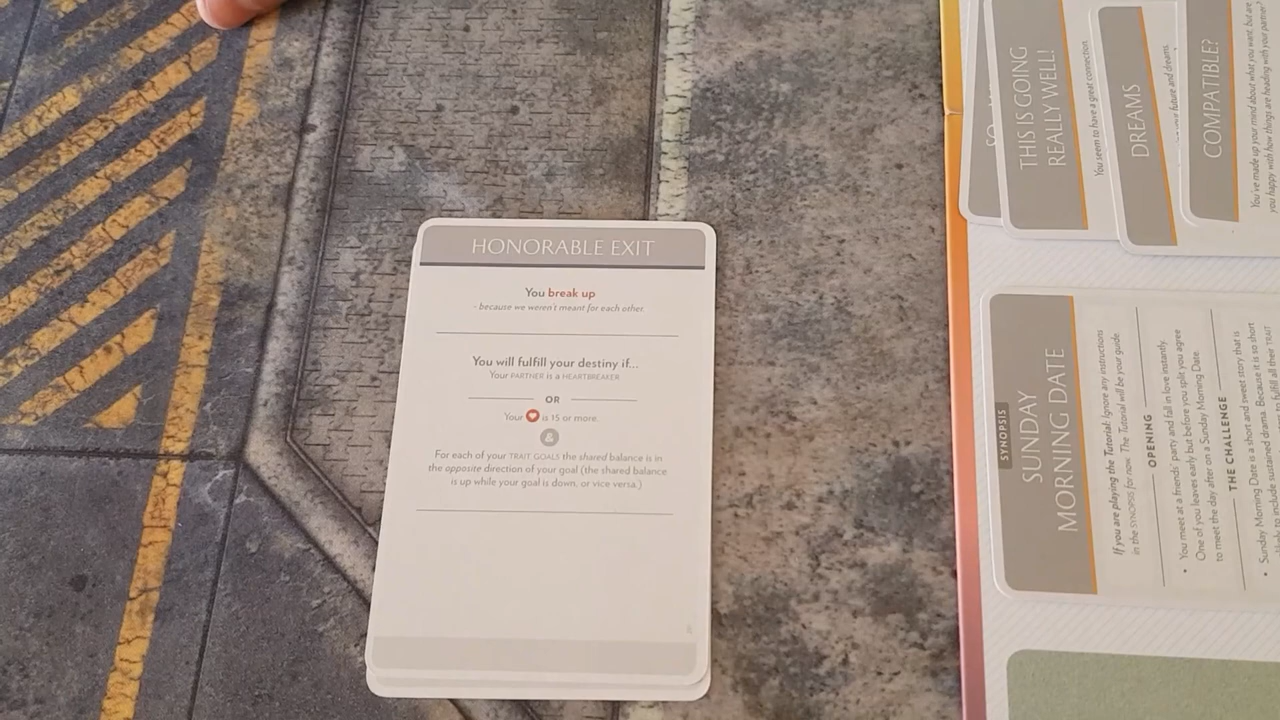 HONORABLE EXIT
You break up
- because we weren't meant for each other.
You will fulfill your destiny if...
Your PARTNER is a HEARTBREAKER
OR
Your is 15 or more.
&
For each of your TRAIT GOALS the shared balance is in
the opposite direction of your goal (the shared balance
is up while your goal is down, or vice versa.)
THIS IS GOING
REALLY WELL!
You seem to have a great connection.
DREAMS
your future and dreams.
COMPATIBLE?
You've made up your mind about what you want, but are
you happy with how things are heading with your partner?
SYNOPSIS
SUNDAY
MORNING DATE
If you are playing the Tutorial: Ignore any instructions
in the SYNOPSIS for now. The Tutorial will be your guide.
OPENING
• You meet at a friends' party and fall in love instantly.
One of you leaves early but before you split you agree
to meet the day after on a Sunday Morning Date.
THE CHALLENGE
• Sunday Morning Date is a short and sweet story that is
to include sustained drama. Because it is so short
fulfill all their TRAIT